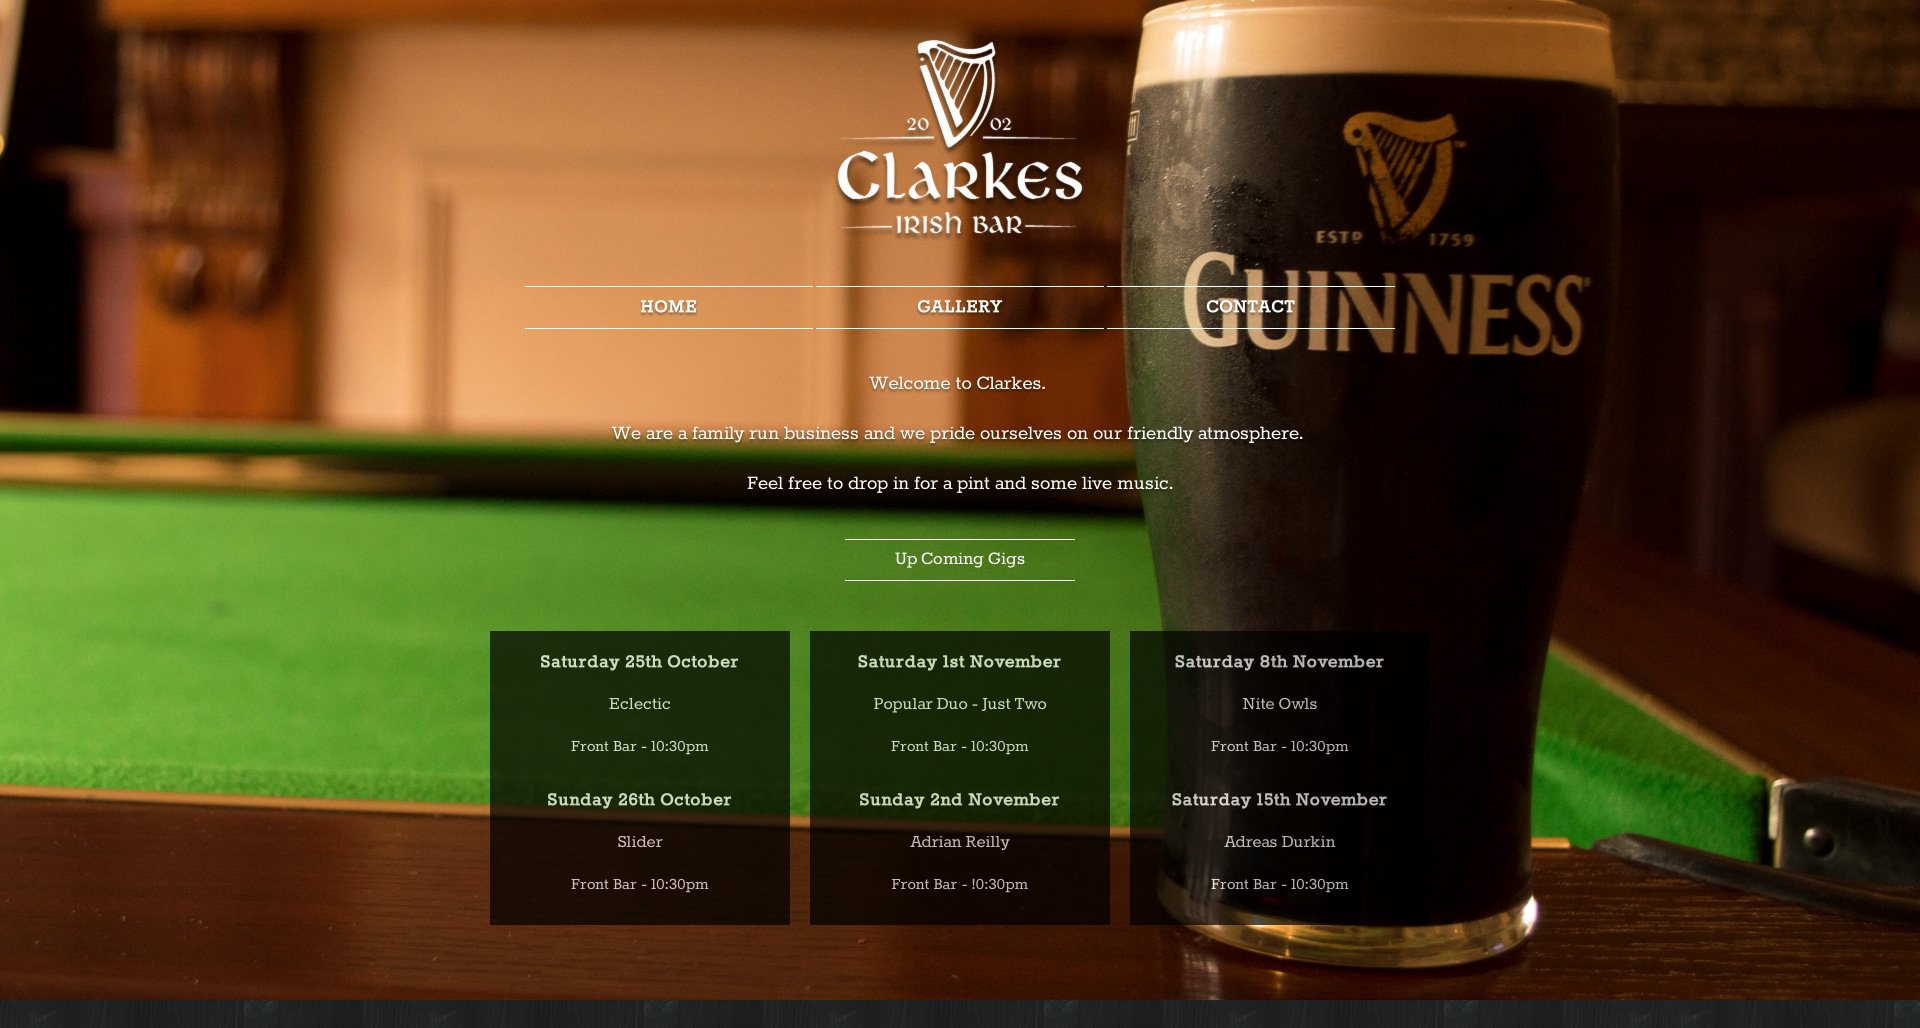 20 02
Clarkes
Irish Bar
ESTD 1759
GUINNESS
HOME GALLERY CONTACT
Welcome to Clarkes.
We are a family run business and we pride ourselves on our friendly atmosphere.
Feel free to drop in for a pint and some live music.
Up Coming Gigs
Saturday 25th October
Eclectic
Front Bar - 10:30pm
Sunday 26th October
Slider
Front Bar - 10:30pm
Saturday 1st November
Popular Duo - Just Two
Front Bar - 10:30pm
Sunday 2nd November
Adrian Reilly
Front Bar - !0:30pm
Saturday 8th November
Nite Owls
Front Bar - 10:30pm
Saturday 15th November
Adreas Durkin
Front Bar - 10:30pm